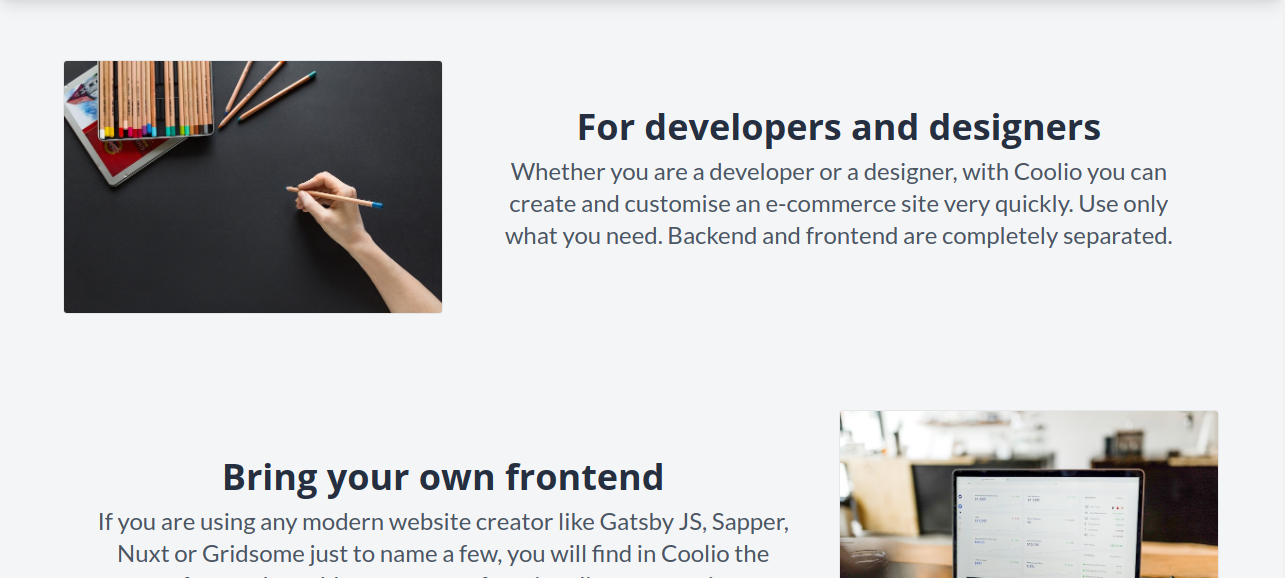 For developers and designers
Whether you are a developer or a designer, with Coolio you can
create and customise an e-commerce site very quickly. Use only
what you need. Backend and frontend are completely separated.
Bring your own frontend
If you are using any modern website creator like Gatsby JS, Sapper,
Nuxt or Gridsome just to name a few, you will find in Coolio the